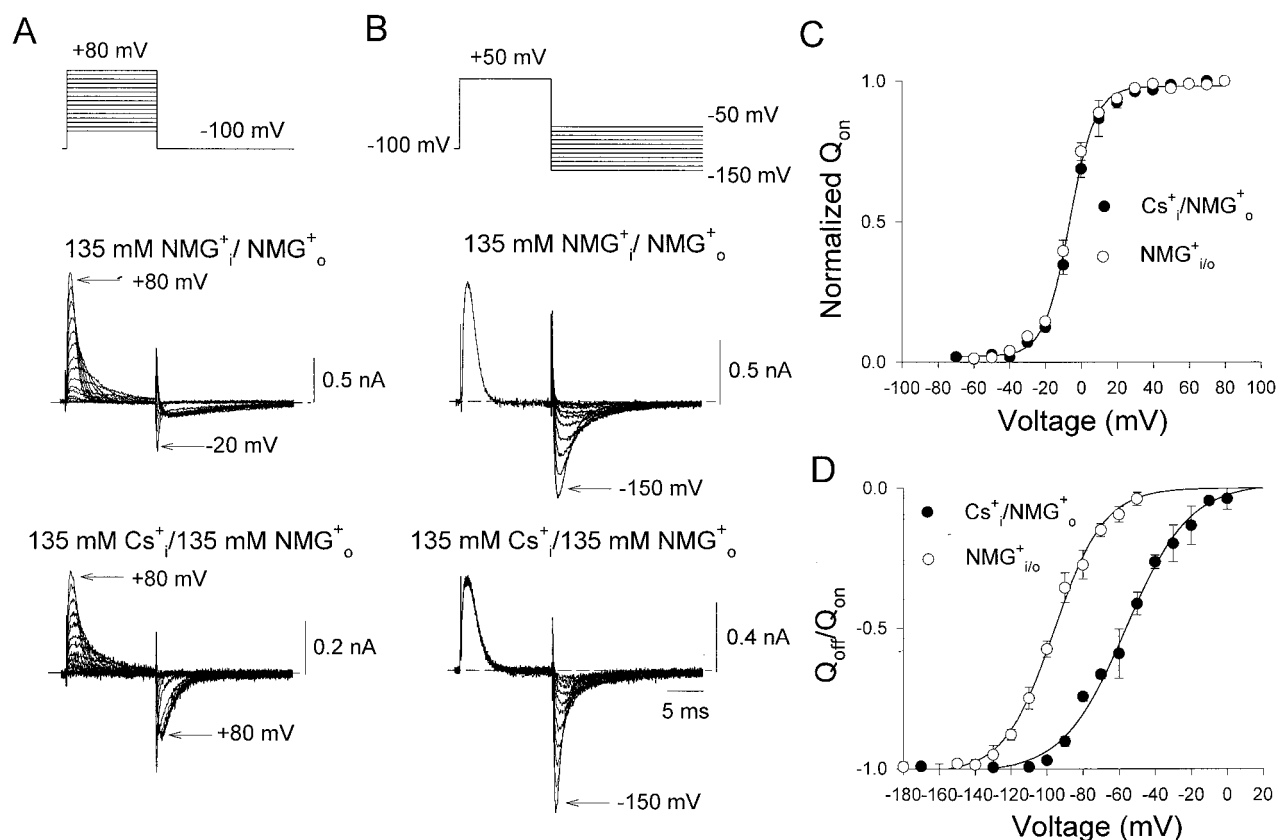 A
+80 mV
-100 mV
135 mM NMG⁺ᵢ/ NMG⁺ₒ
+80 mV
0.5 nA
-20 mV
135 mM Cs⁺ᵢ/135 mM NMG⁺ₒ
+80 mV
0.2 nA
+80 mV
B
+50 mV
-50 mV
-100 mV
-150 mV
135 mM NMG⁺ᵢ/ NMG⁺ₒ
0.5 nA
-150 mV
135 mM Cs⁺ᵢ/135 mM NMG⁺ₒ
0.4 nA
5 ms
-150 mV
C
Normalized Qon
1.0
0.5
0.0
Cs⁺ᵢ/NMG⁺ₒ
NMG⁺i/o
-100 -80 -60 -40 -20 0 20 40 60 80 100
Voltage (mV)
D
Qoff/Qon
0.0
-0.5
-1.0
Cs⁺ᵢ/NMG⁺ₒ
NMG⁺i/o
-180 -160 -140 -120 -100 -80 -60 -40 -20 0 20
Voltage (mV)